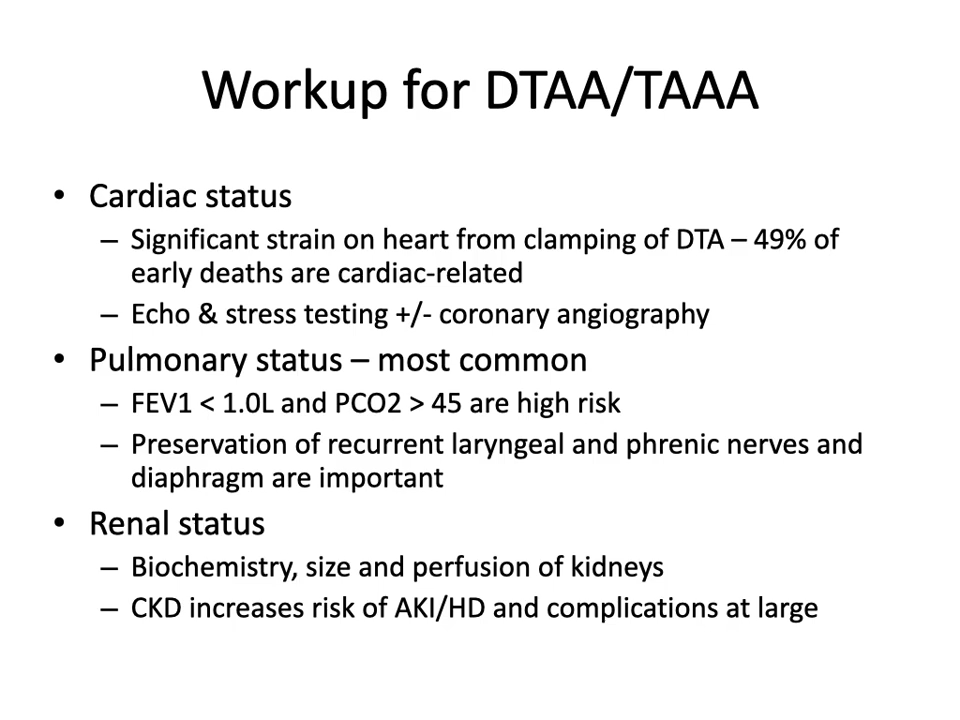 Workup for DTAA/TAAA
• Cardiac status
– Significant strain on heart from clamping of DTA – 49% of
early deaths are cardiac-related
– Echo & stress testing +/- coronary angiography
• Pulmonary status – most common
– FEV1 < 1.0L and PCO2 > 45 are high risk
– Preservation of recurrent laryngeal and phrenic nerves and
diaphragm are important
• Renal status
– Biochemistry, size and perfusion of kidneys
– CKD increases risk of AKI/HD and complications at large